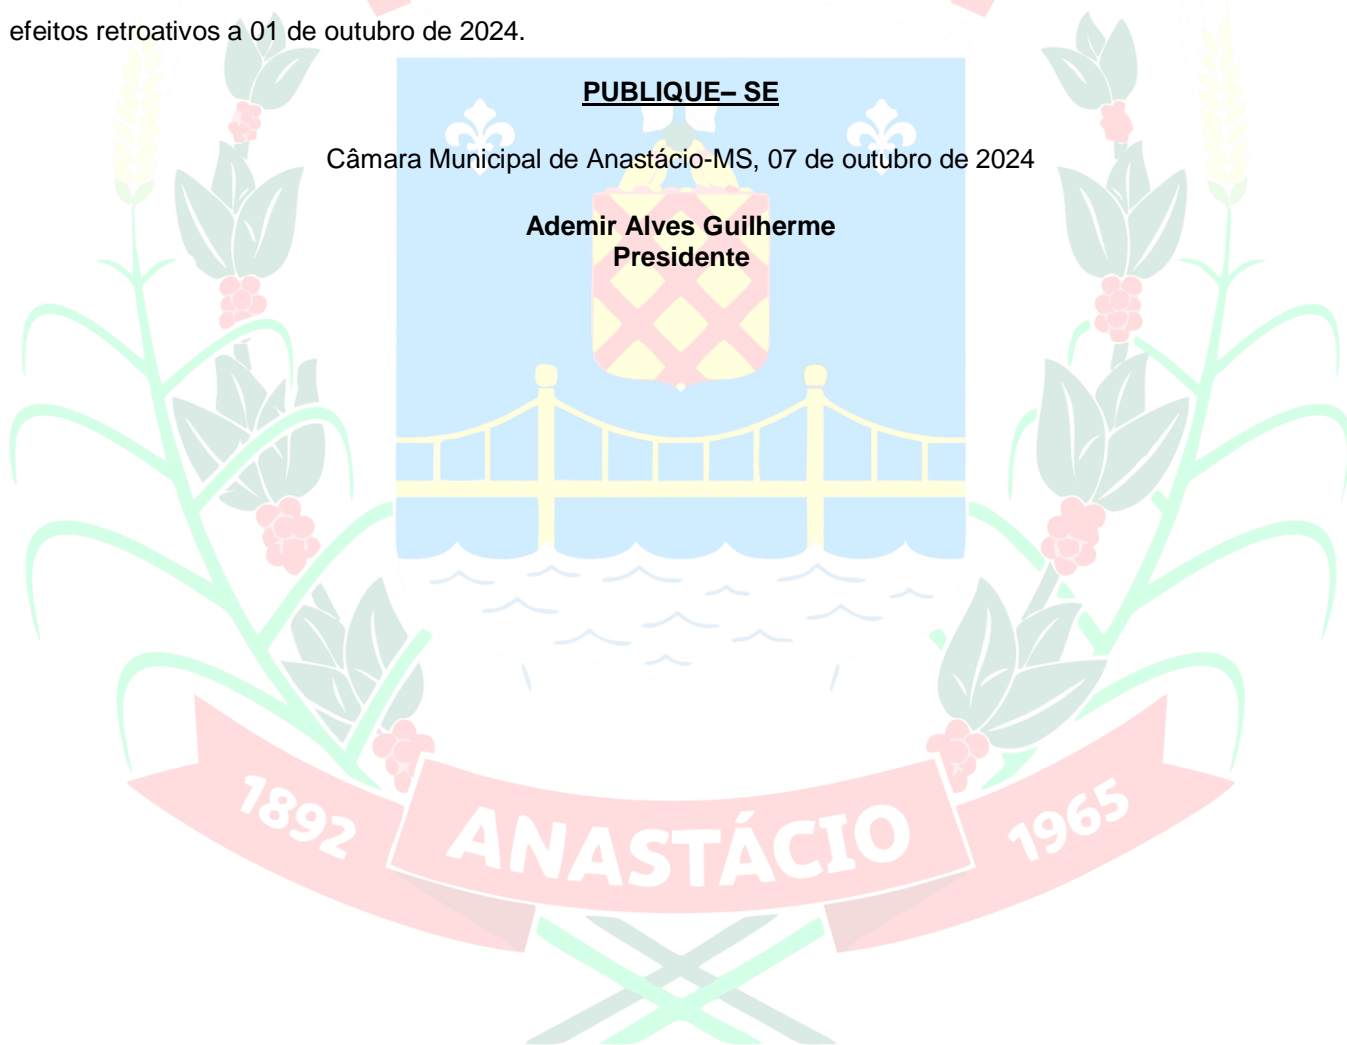 efeitos retroativos a 01 de outubro de 2024.
PUBLIQUE– SE
Câmara Municipal de Anastácio-MS, 07 de outubro de 2024
Ademir Alves Guilherme
Presidente
1892 ANASTÁCIO 1965